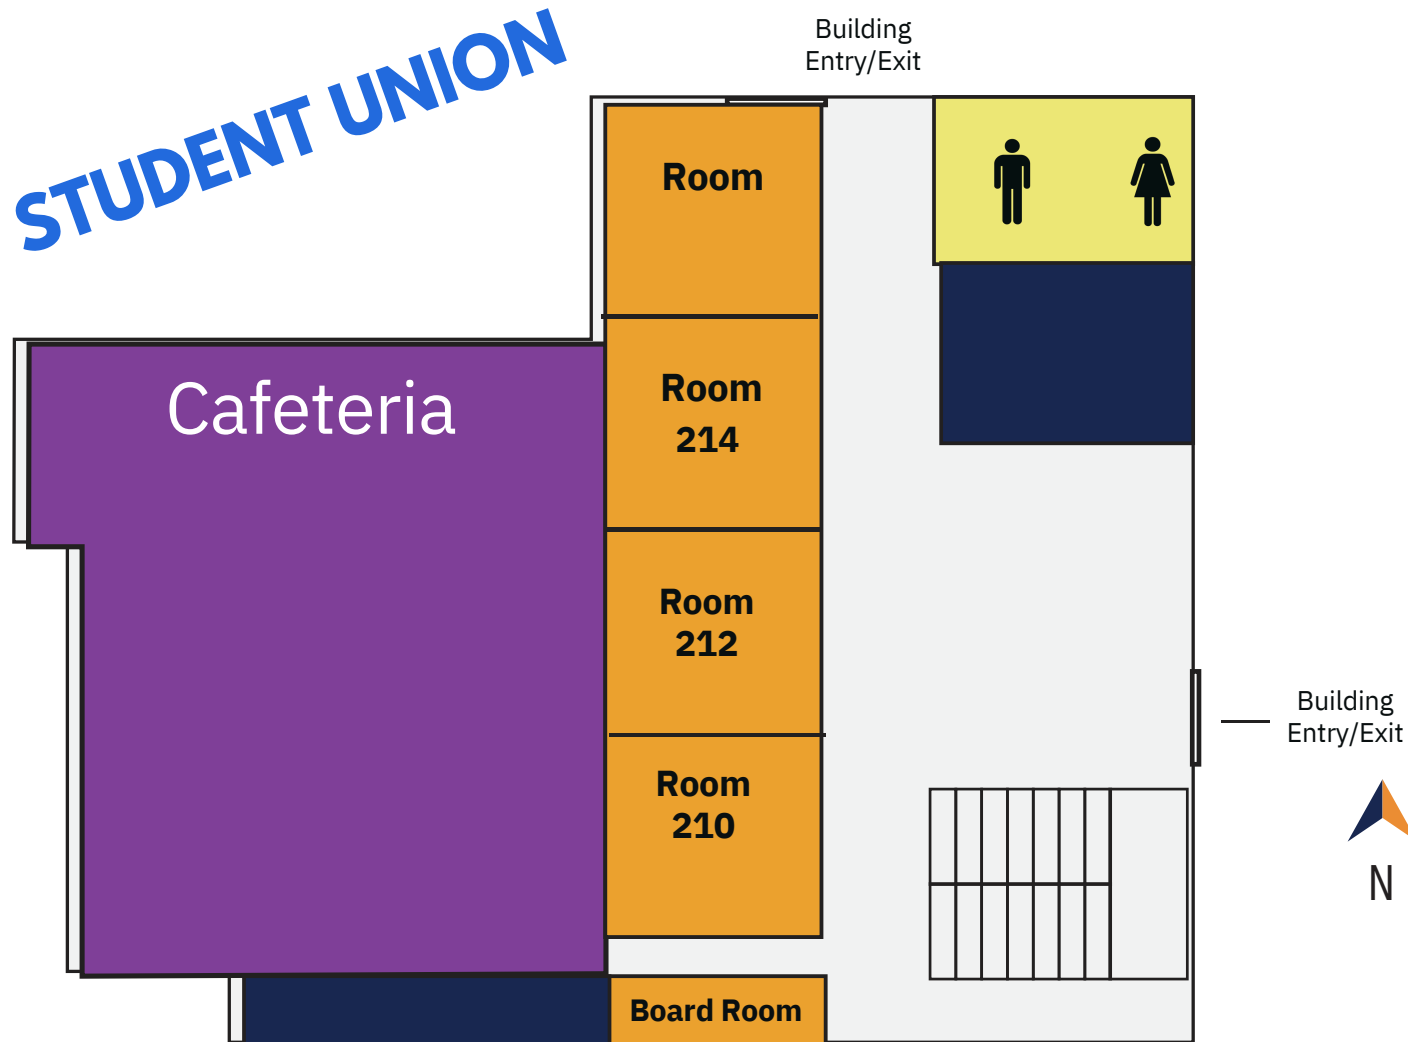 STUDENT UNION
Building
Entry/Exit
Room
Cafeteria
Room
214
Room
212
Building
Entry/Exit
Room
210
N
Board Room